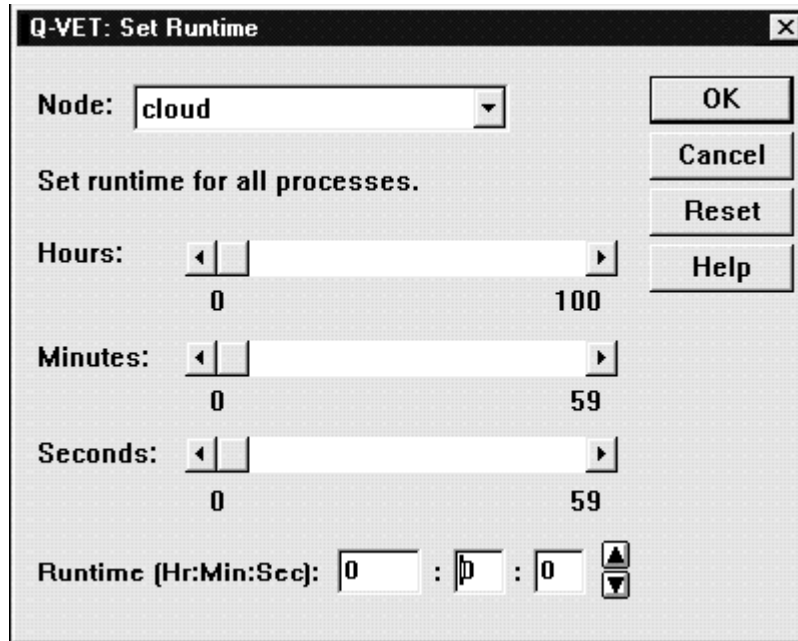 Q-VET: Set Runtime
Node: cloud
OK
Cancel
Set runtime for all processes.
Reset
Hours:
Help
0 100
Minutes:
0 59
Seconds:
0 59
Runtime (Hr:Min:Sec): 0 : 0 : 0